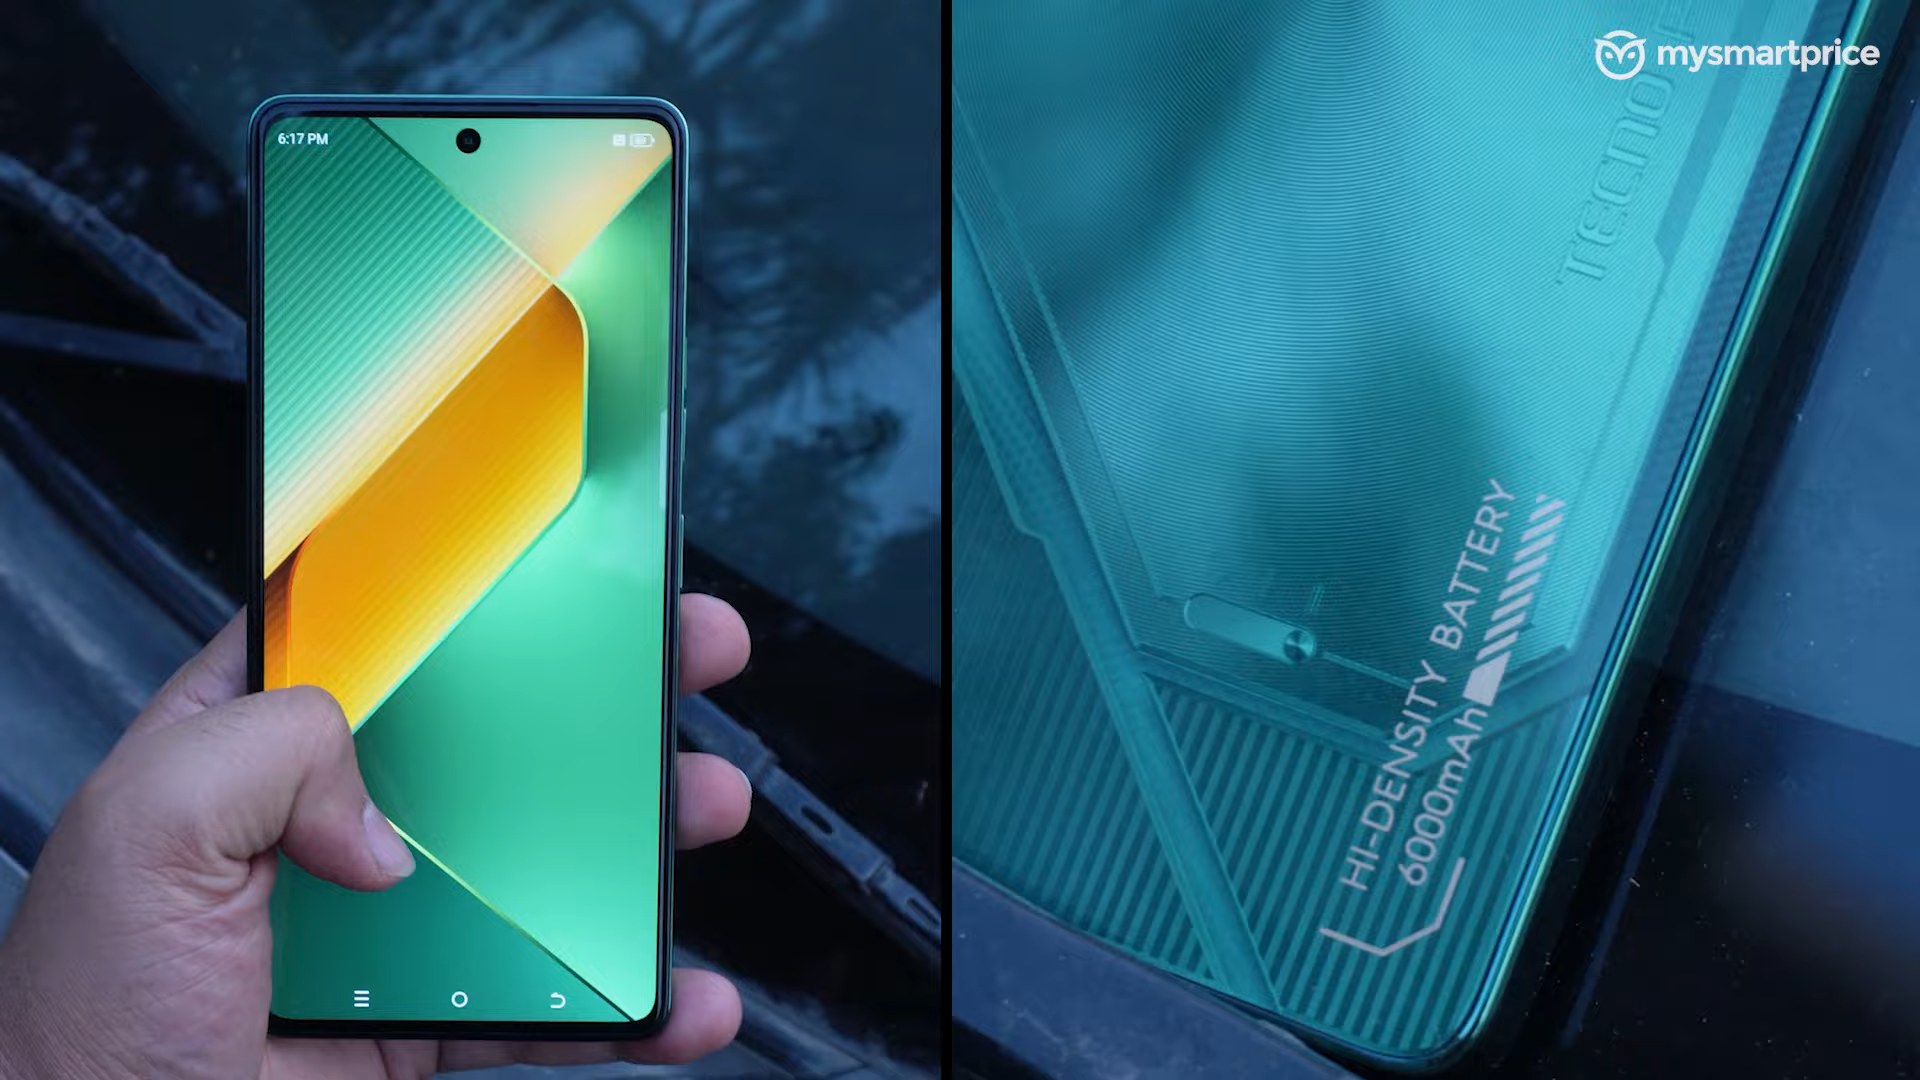 6:17 PM
mysmartprice
TECNO
HI-DENSITY BATTERY
6000mAh